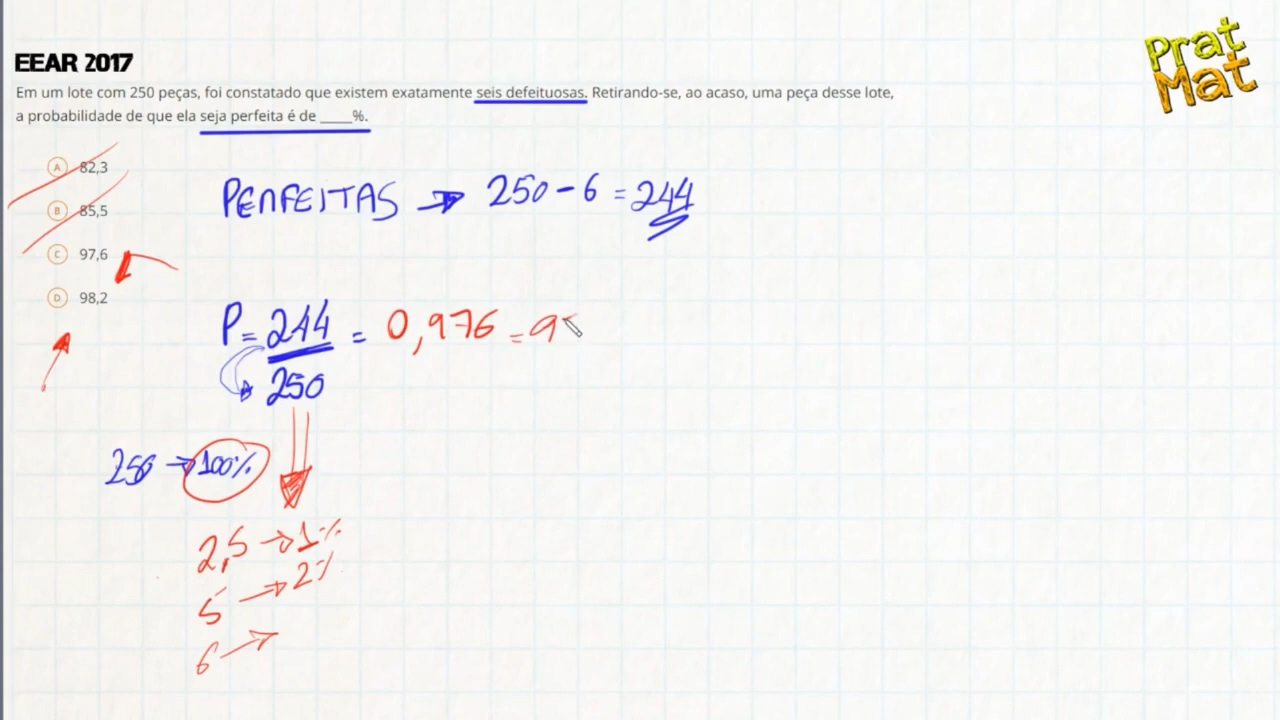 Prat
Mat
EEAR 2017
Em um lote com 250 peças, foi constatado que existem exatamente seis defeituosas. Retirando-se, ao acaso, uma peça desse lote,
a probabilidade de que ela seja perfeita é de ____%.
A 82,3
B 85,5
C 97,6
D 98,2
PERFEITAS → 250 - 6 = 244
P = 244 = 0,976 = 9
250
250 → 100%
2,5 → 1%
5 → 2%
6 →